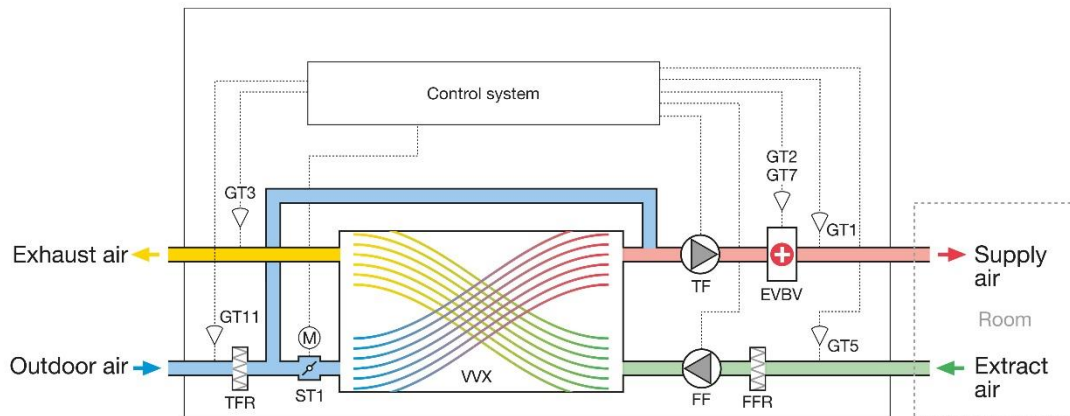 Control system
GT2
GT7
GT3
GT1
Exhaust air
Supply
air
TF
EVBV
Room
GT11
M
GT5
Outdoor air
Extract
air
TFR
ST1
VVX
FF
FFR